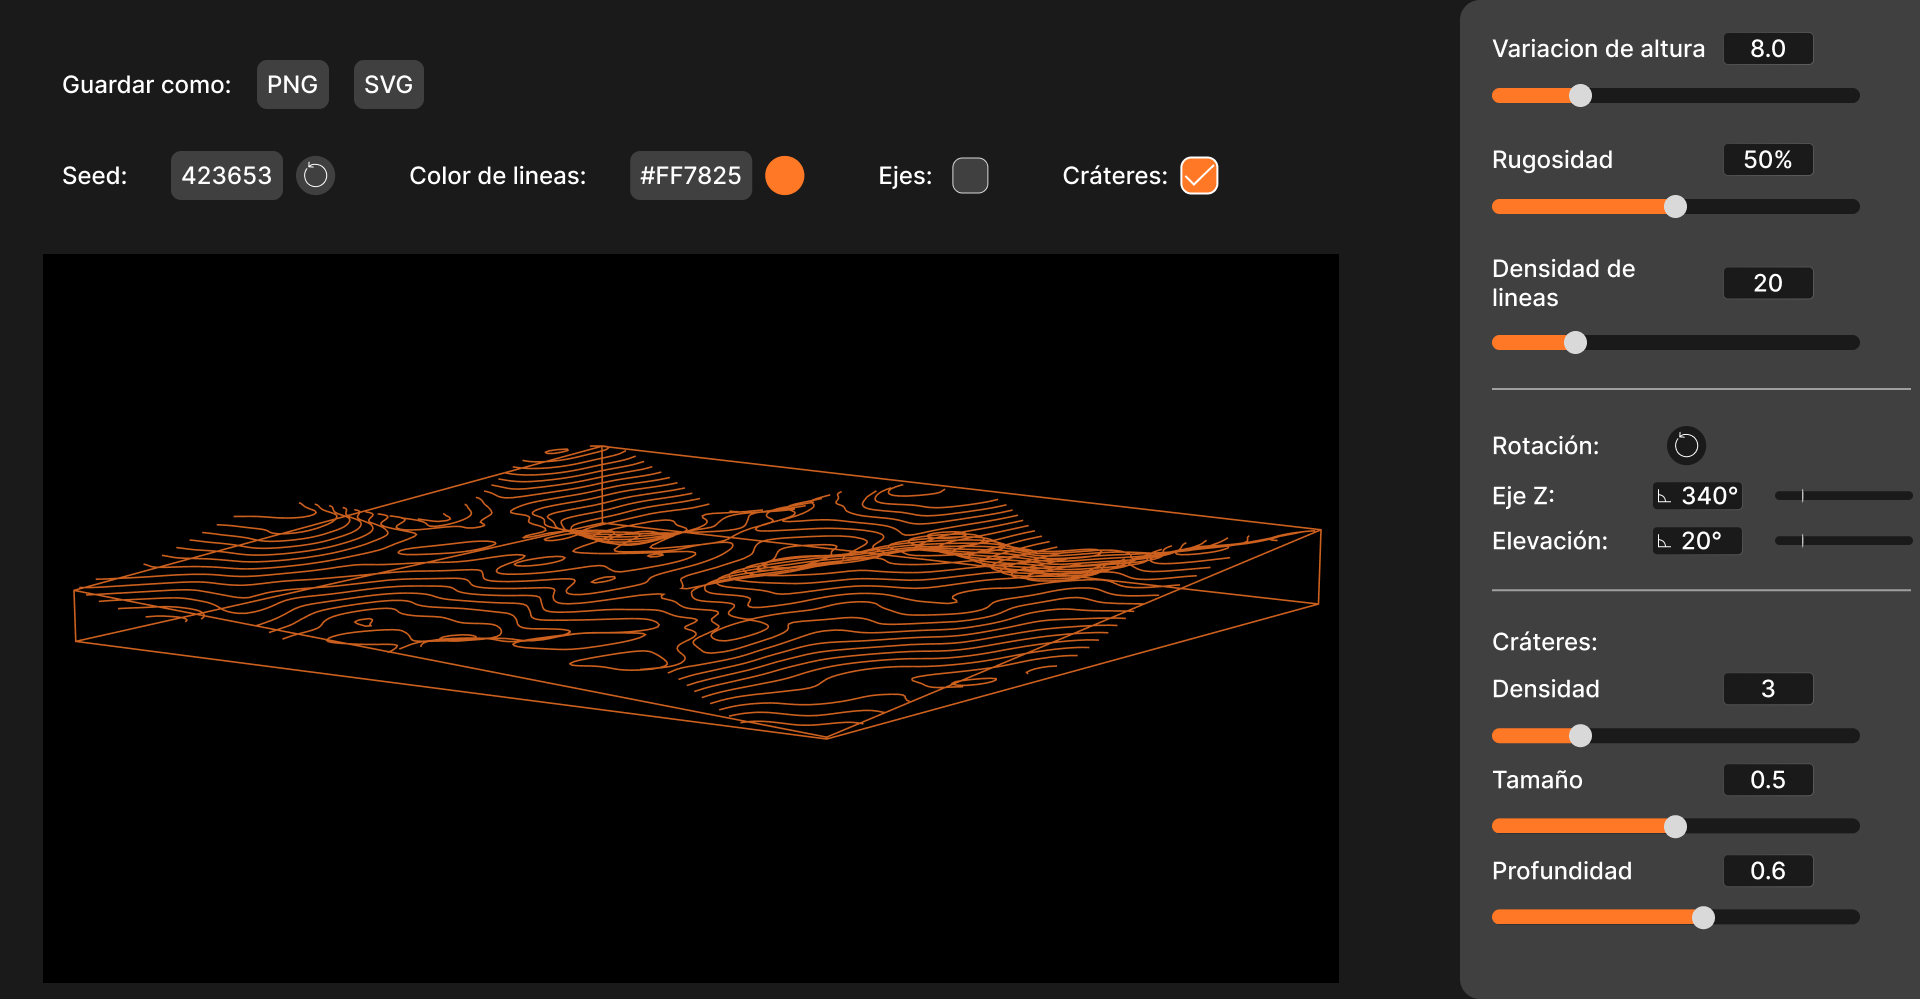 Guardar como: PNG SVG
Seed: 423653 Color de lineas: #FF7825 Ejes: Cráteres:
Variacion de altura 8.0
Rugosidad 50%
Densidad de
lineas 20
Rotación:
Eje Z: 340°
Elevación: 20°
Cráteres:
Densidad 3
Tamaño 0.5
Profundidad 0.6